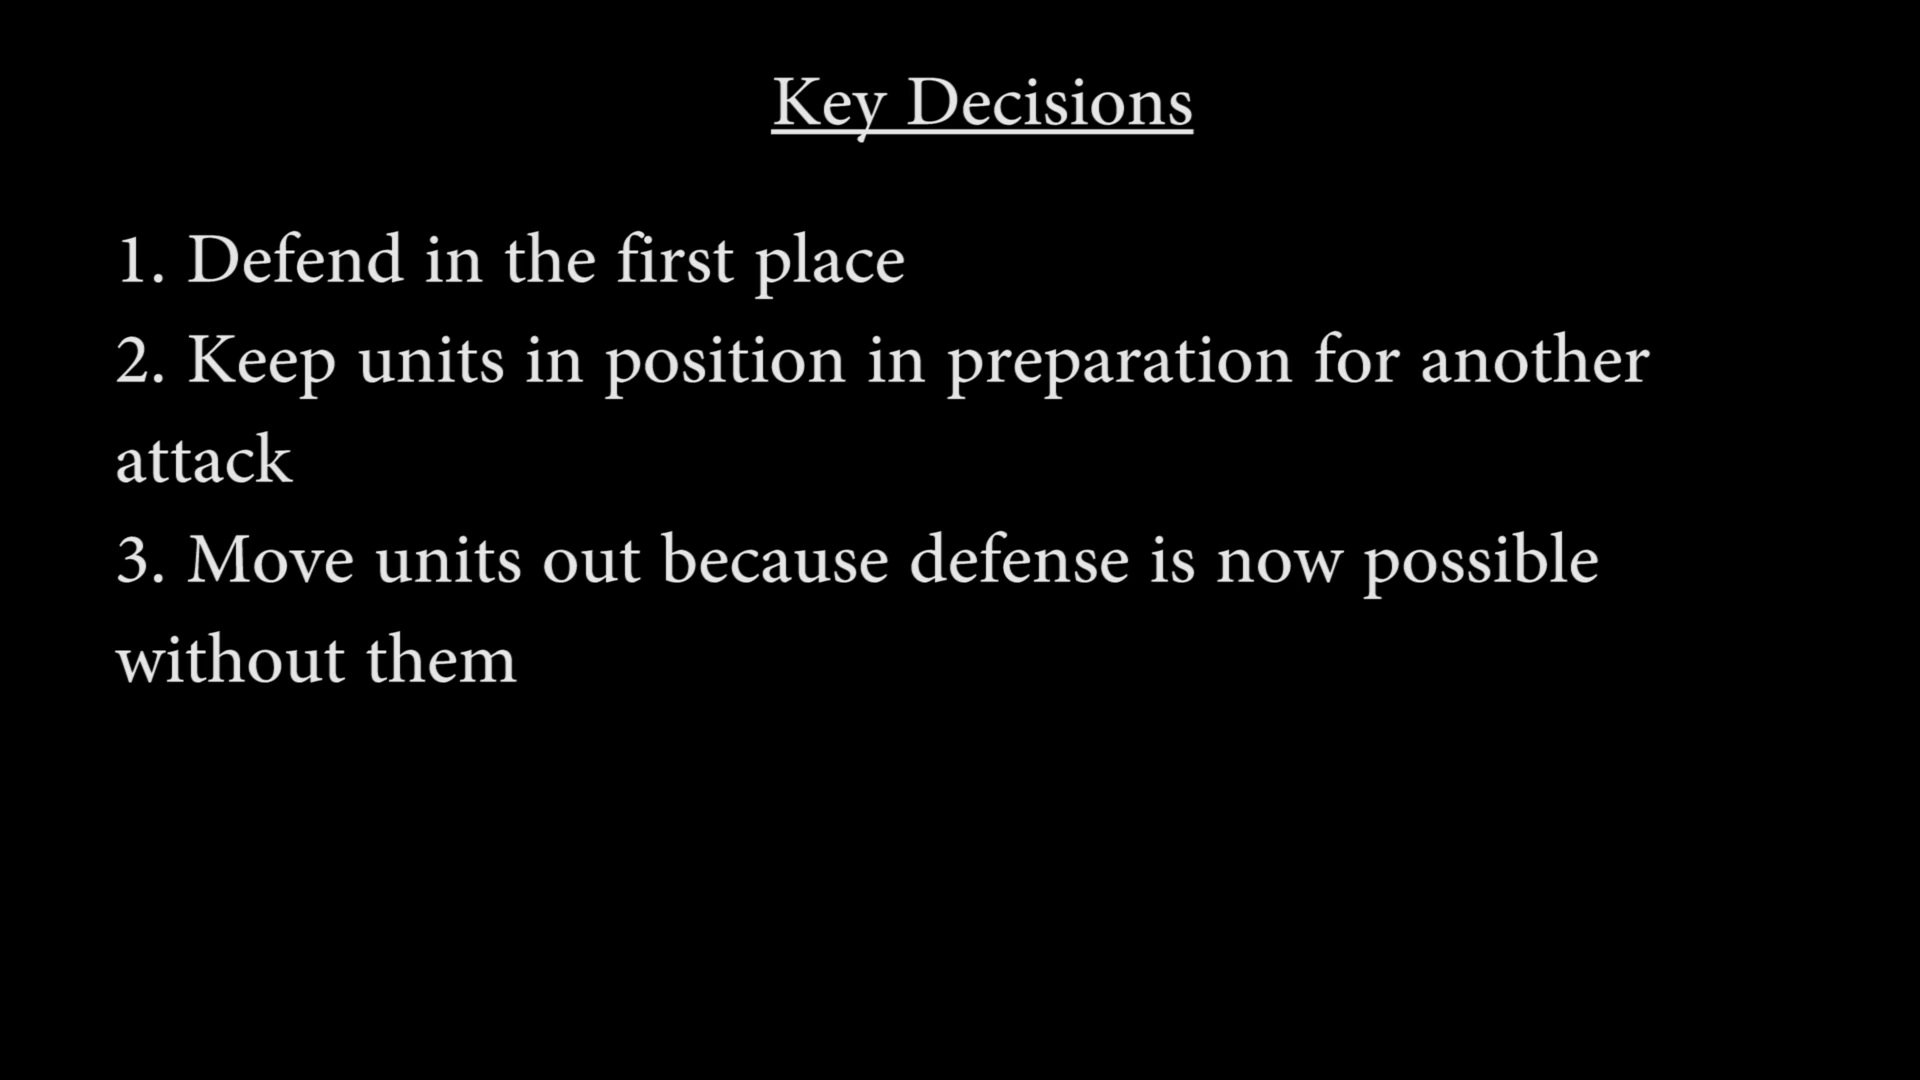 Key Decisions
1. Defend in the first place
2. Keep units in position in preparation for another
attack
3. Move units out because defense is now possible
without them